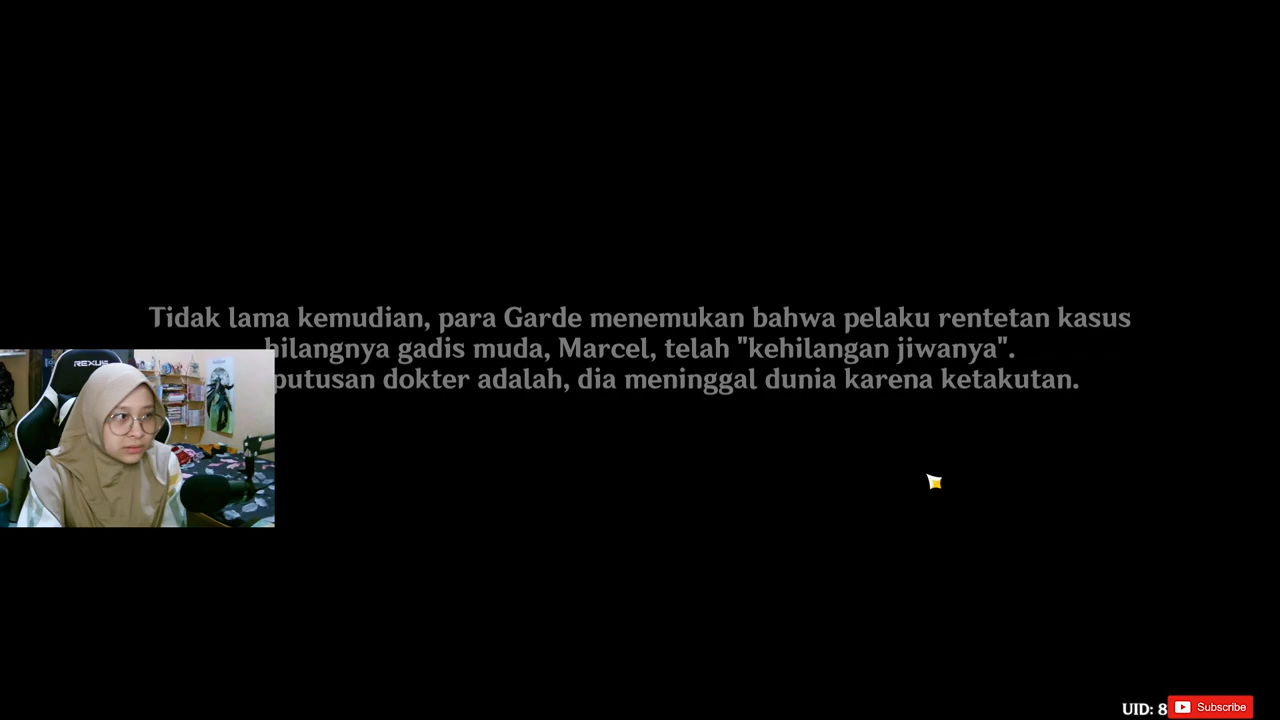 Tidak lama kemudian, para Garde menemukan bahwa pelaku rentetan kasus
hilangnya gadis muda, Marcel, telah "kehilangan jiwanya".
putusan dokter adalah, dia meninggal dunia karena ketakutan.
REXUS
UID: 8
Subscribe